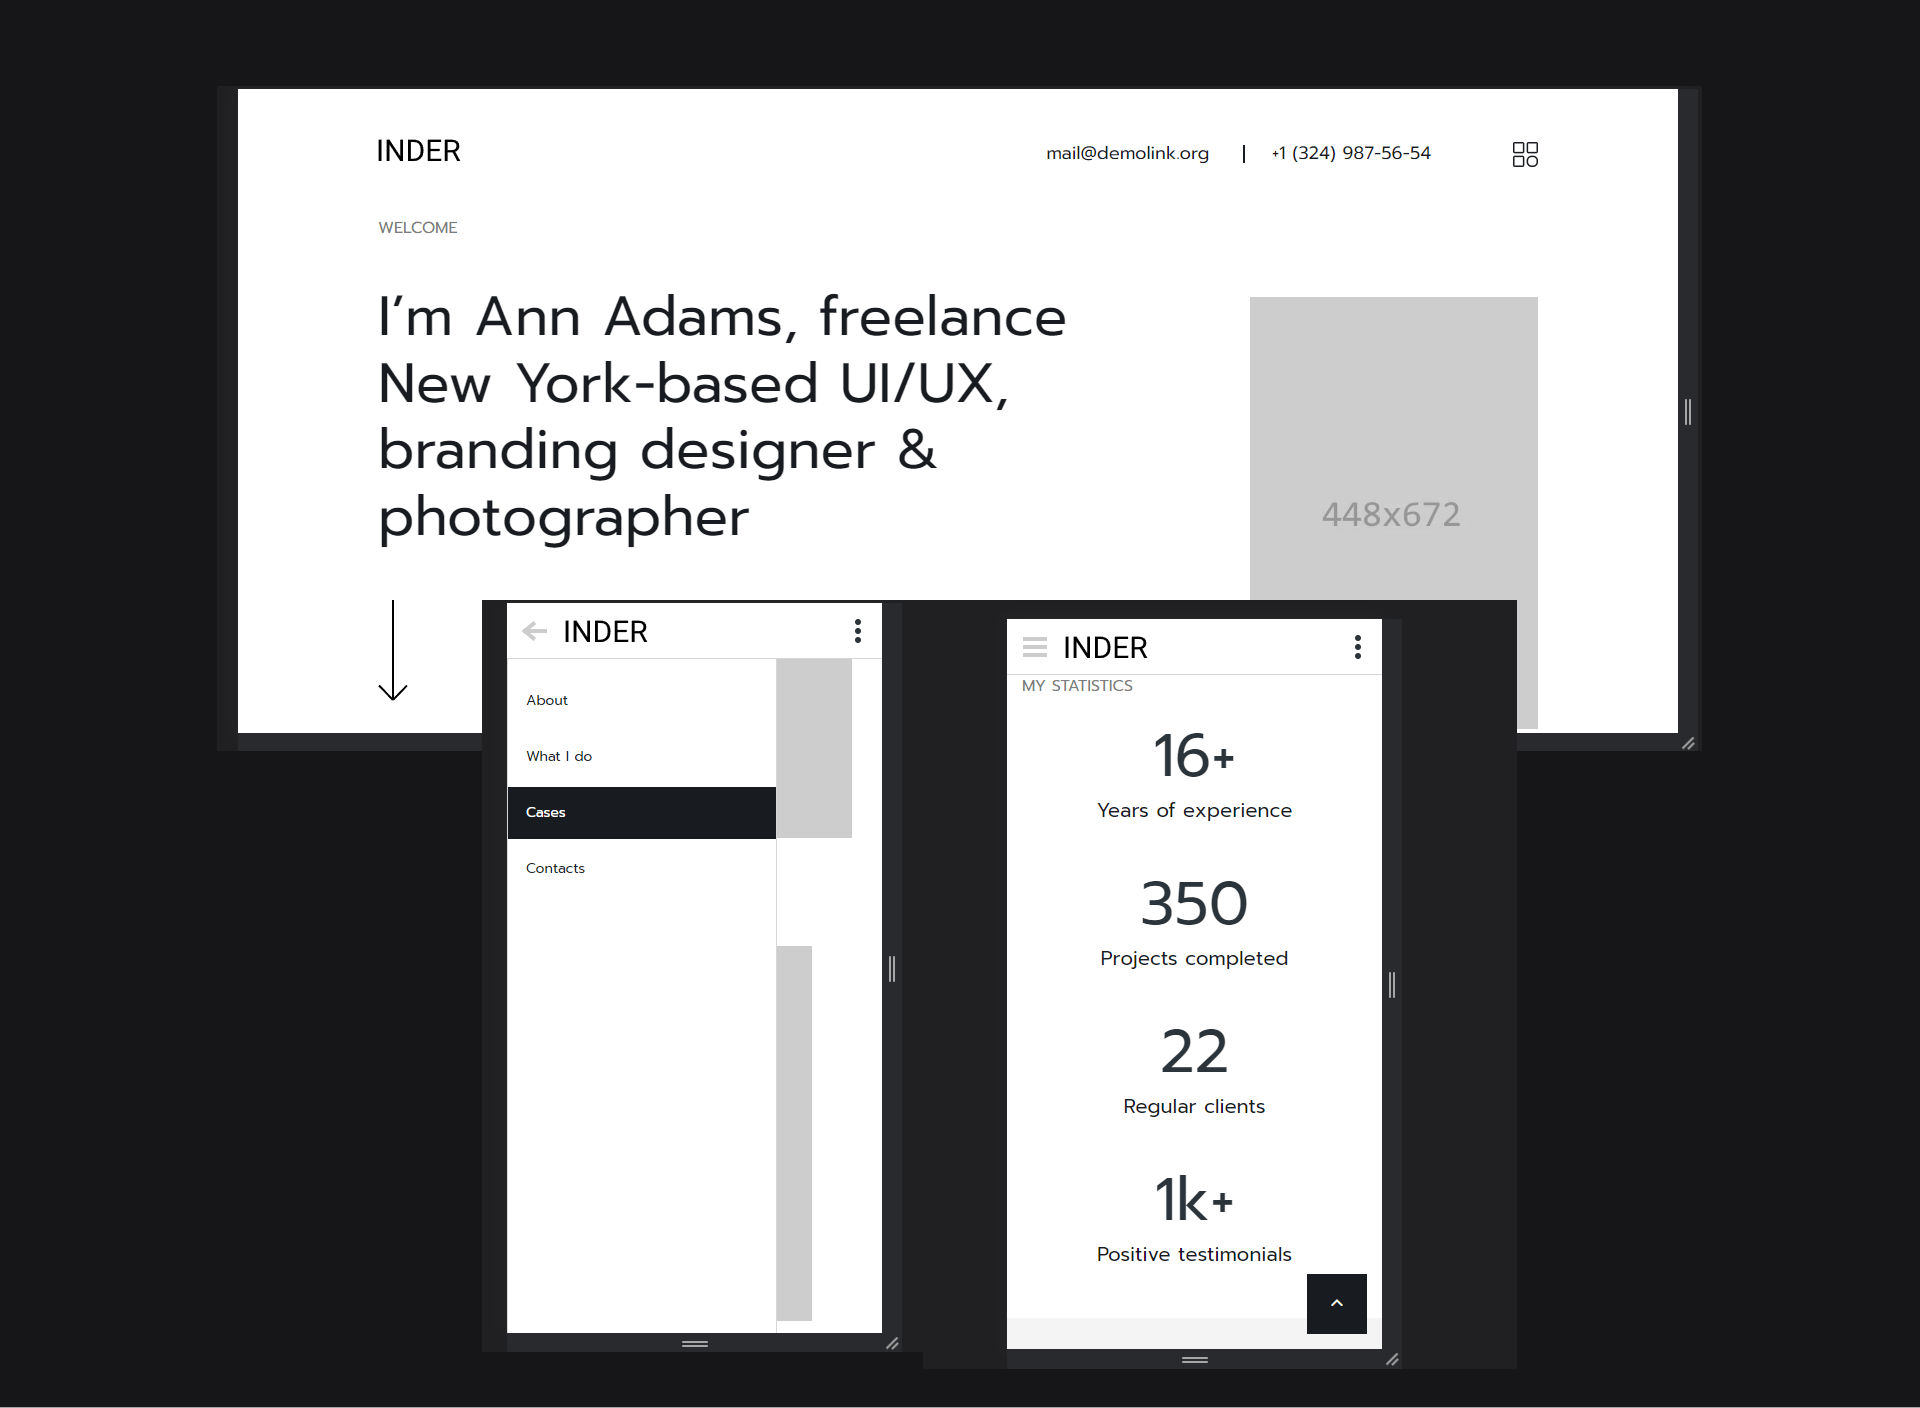 INDER
mail@demolink.org | +1 (324) 987-56-54
WELCOME
I’m Ann Adams, freelance
New York-based UI/UX,
branding designer &
photographer
448x672
INDER
About
What I do
Cases
Contacts
INDER
MY STATISTICS
16+
Years of experience
350
Projects completed
22
Regular clients
1k+
Positive testimonials